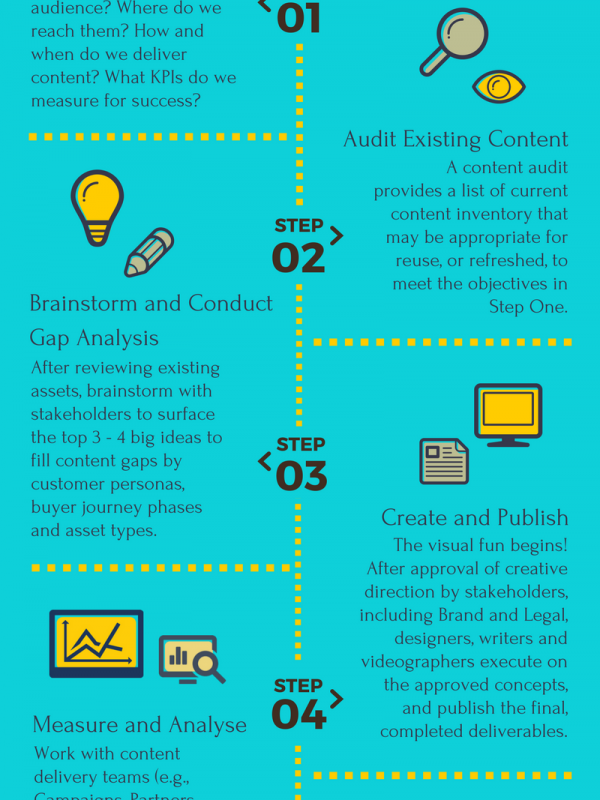 audience? Where do we
reach them? How and
when do we deliver
content? What KPIs do we
measure for success?
01
Audit Existing Content
A content audit
provides a list of current
content inventory that
may be appropriate for
reuse, or refreshed, to
meet the objectives in
Step One.
STEP
02
Brainstorm and Conduct
Gap Analysis
After reviewing existing
assets, brainstorm with
stakeholders to surface
the top 3 - 4 big ideas to
fill content gaps by
customer personas,
buyer journey phases
and asset types.
STEP
03
Create and Publish
The visual fun begins!
After approval of creative
direction by stakeholders,
including Brand and Legal,
designers, writers and
videographers execute on
the approved concepts,
and publish the final,
completed deliverables.
STEP
04
Measure and Analyse
Work with content
delivery teams (e.g.,
Campaigns, Partners